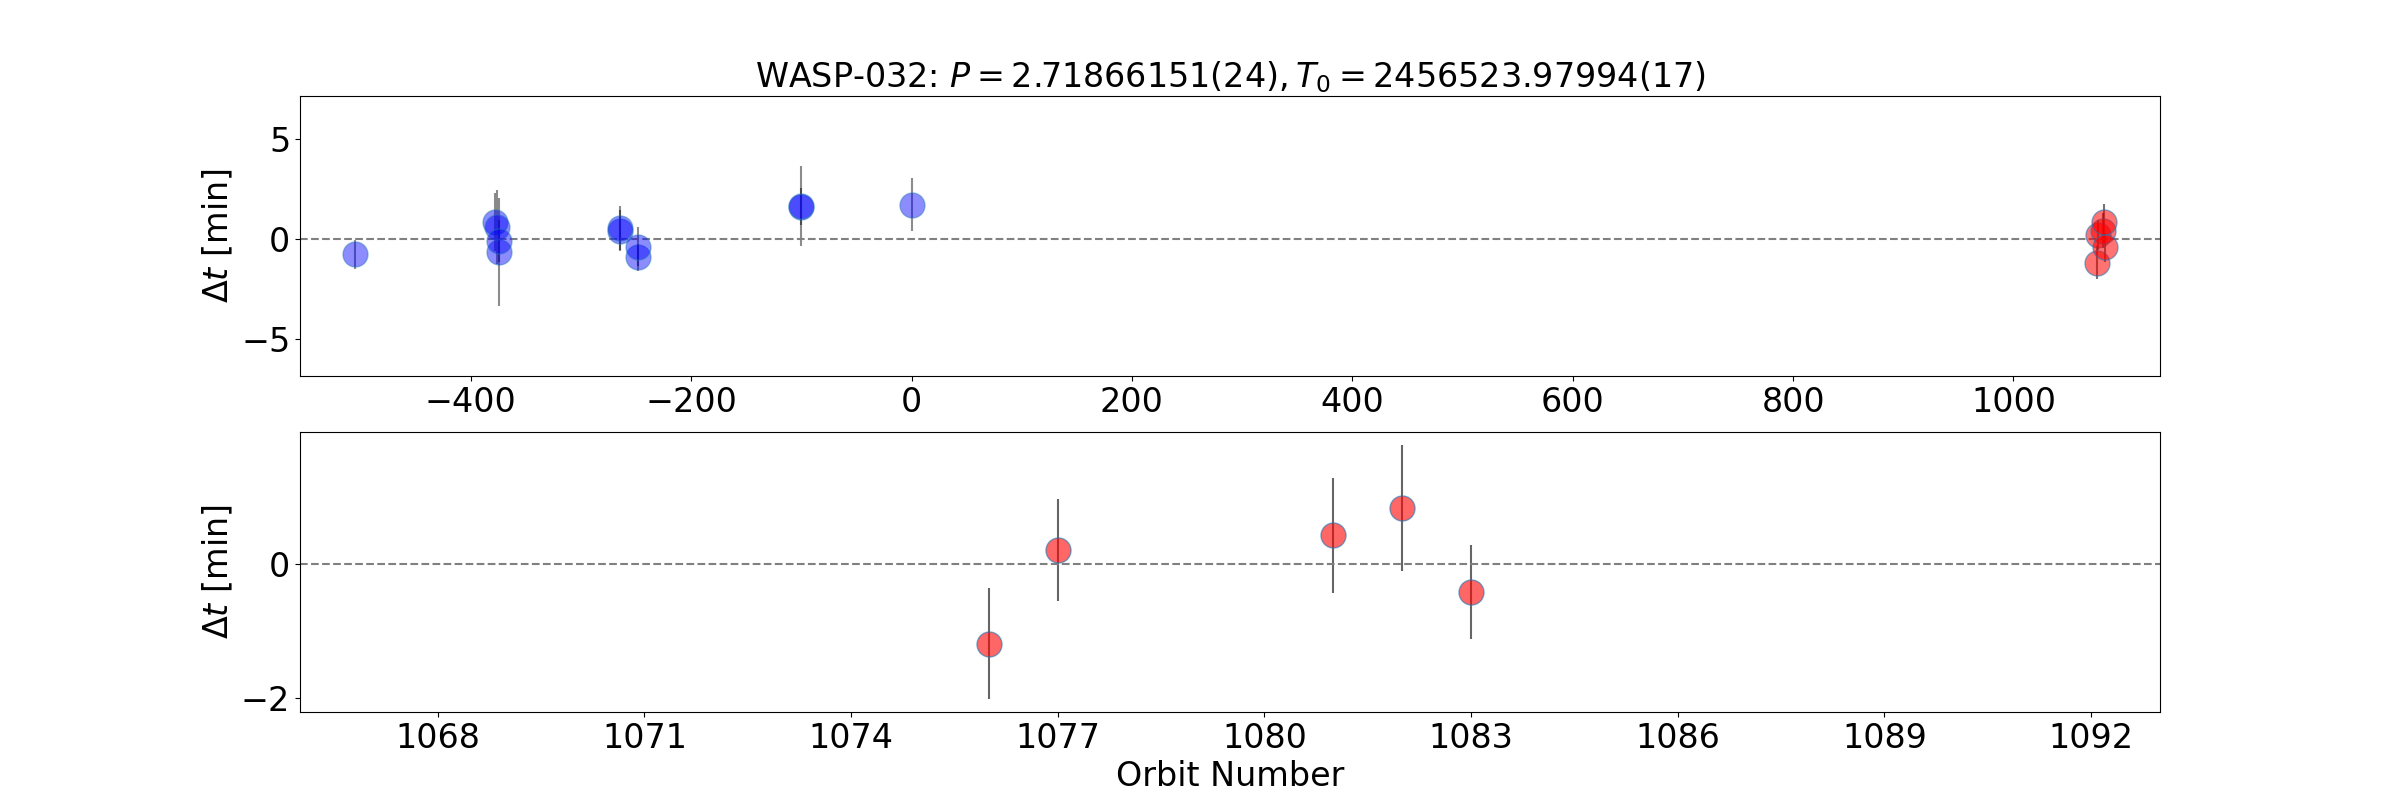 WASP-032: P = 2.71866151(24), T₀ = 2456523.97994(17)
Δt [min]
5
0
−5
−400 −200 0 200 400 600 800 1000
Δt [min]
0
−2
1068 1071 1074 1077 1080 1083 1086 1089 1092
Orbit Number